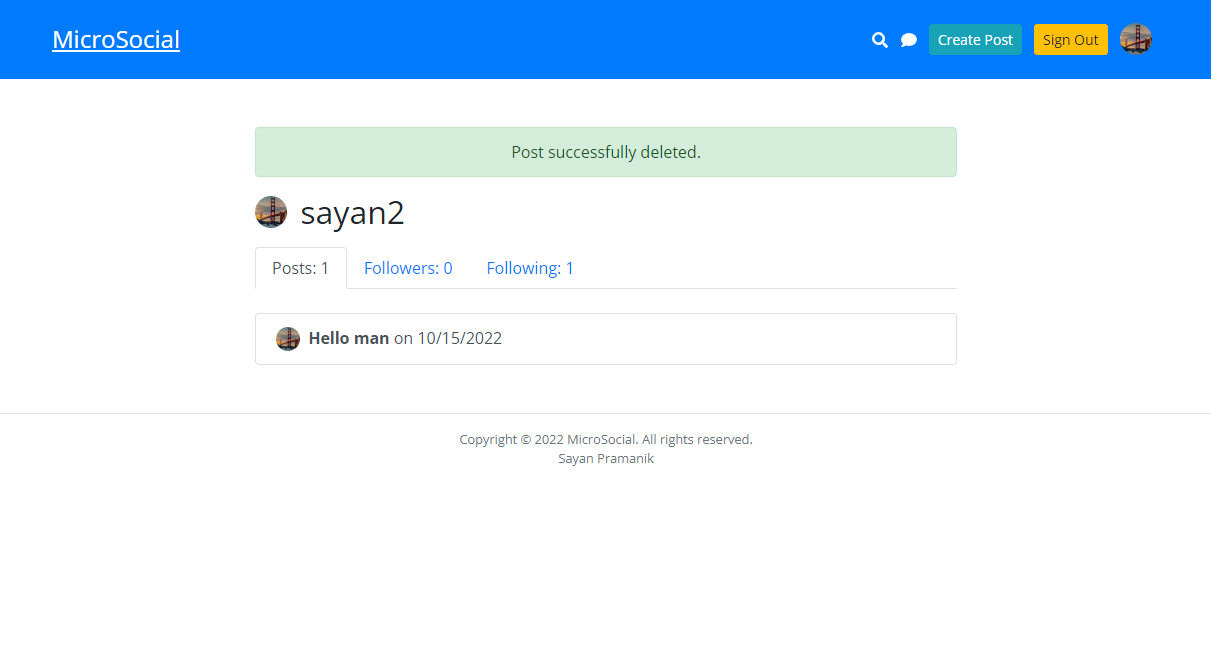 MicroSocial
Create Post
Sign Out
Post successfully deleted.
sayan2
Posts: 1
Followers: 0
Following: 1
Hello man on 10/15/2022
Copyright © 2022 MicroSocial. All rights reserved.
Sayan Pramanik